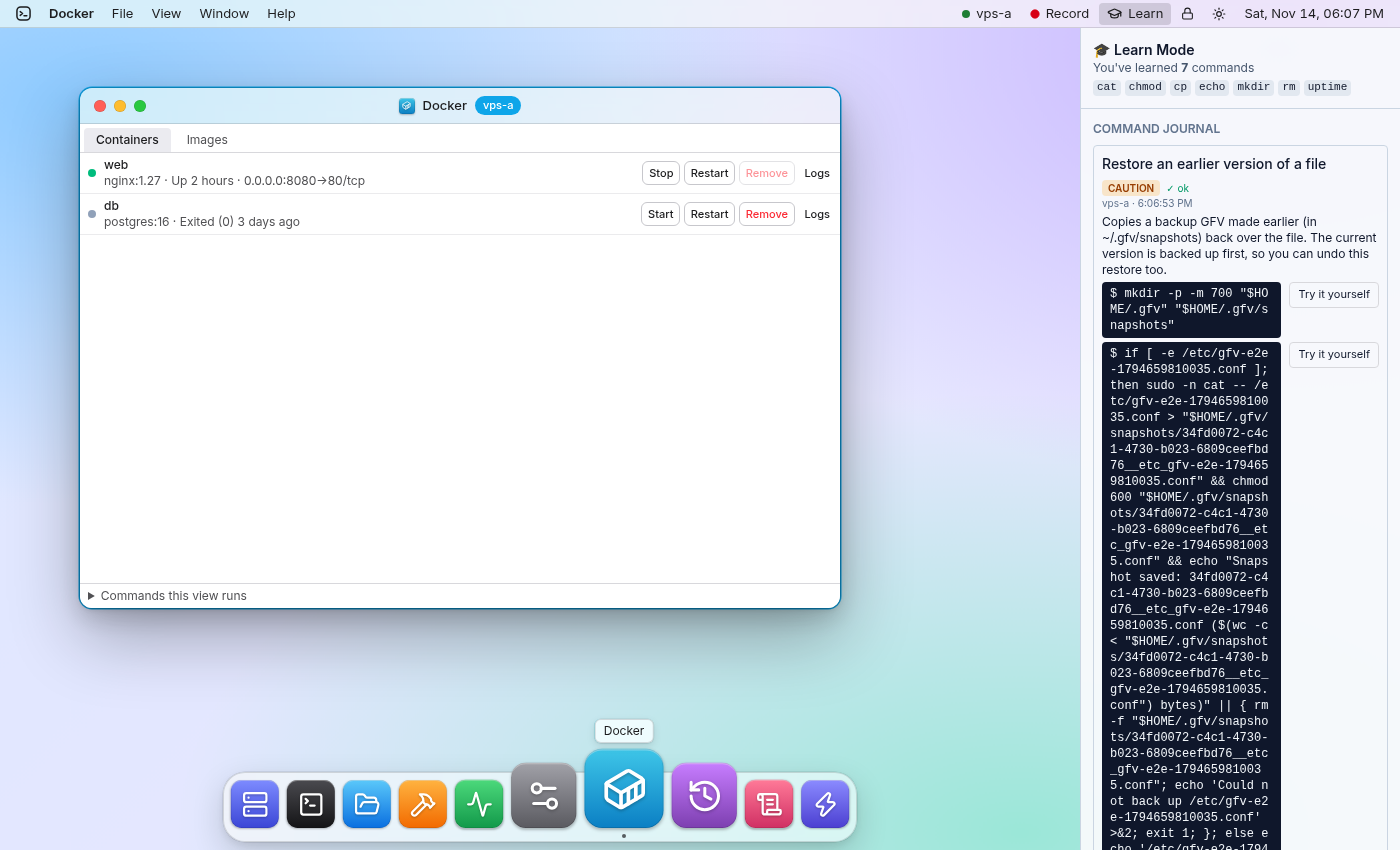 Docker File View Window Help vps-a Record Learn Sat, Nov 14, 06:07 PM
Docker vps-a
Containers Images
web
nginx:1.27 · Up 2 hours · 0.0.0.0:8080->80/tcp
Stop Restart Remove Logs
db
postgres:16 · Exited (0) 3 days ago
Start Restart Remove Logs
Commands this view runs
Docker
Learn Mode
You've learned 7 commands
cat chmod cp echo mkdir rm uptime
COMMAND JOURNAL
Restore an earlier version of a file
CAUTION ✓ ok
vps-a · 6:06:53 PM
Copies a backup GFV made earlier (in
~/.gfv/snapshots) back over the file. The current
version is backed up first, so you can undo this
restore too.
$ mkdir -p -m 700 "$HO
ME/.gfv" "$HOME/.gfv/s
napshots"
Try it yourself
$ if [ -e /etc/gfv-e2e
-1794659810035.conf ];
then sudo -n cat -- /e
tc/gfv-e2e-17946598100
35.conf > "$HOME/.gfv/
snapshots/34fd0072-c4c
1-4730-b023-6809ceefbd
76__etc_gfv-e2e-179465
9810035.conf" && chmod
600 "$HOME/.gfv/snapsh
ots/34fd0072-c4c1-4730
-b023-6809ceefbd76__et
c_gfv-e2e-179465981003
5.conf" && echo "Snaps
hot saved: 34fd0072-c4
c1-4730-b023-6809ceefb
d76__etc_gfv-e2e-17946
59810035.conf ($(wc -c
< "$HOME/.gfv/snapshot
s/34fd0072-c4c1-4730-b
023-6809ceefbd76__etc_
gfv-e2e-1794659810035.
conf") bytes)" || { rm
-f "$HOME/.gfv/snapsho
ts/34fd0072-c4c1-4730-
b023-6809ceefbd76__etc
_gfv-e2e-179465981003
5.conf"; echo 'Could n
ot back up /etc/gfv-e2
e-1794659810035.conf'
>&2; exit 1; }; else e
cho '/etc/gfv-e2e-1794
Try it yourself